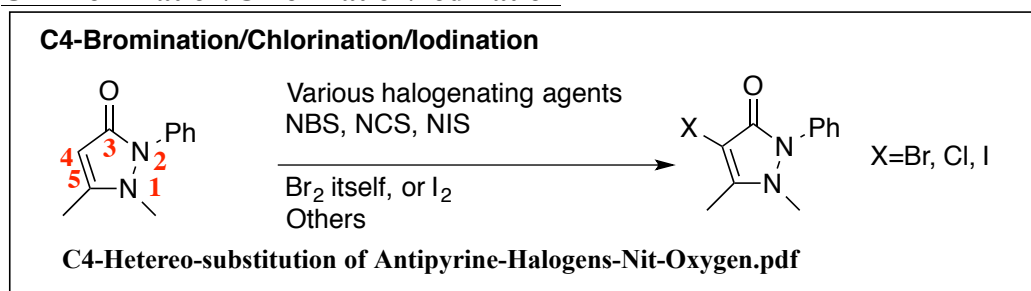 C4-Bromination/Chlorination/Iodination
O
Ph
N
N
3
4
2
5
1
Various halogenating agents
NBS, NCS, NIS
Br2 itself, or I2
Others
O
X
Ph
N
N
X=Br, Cl, I
C4-Hetereo-substitution of Antipyrine-Halogens-Nit-Oxygen.pdf